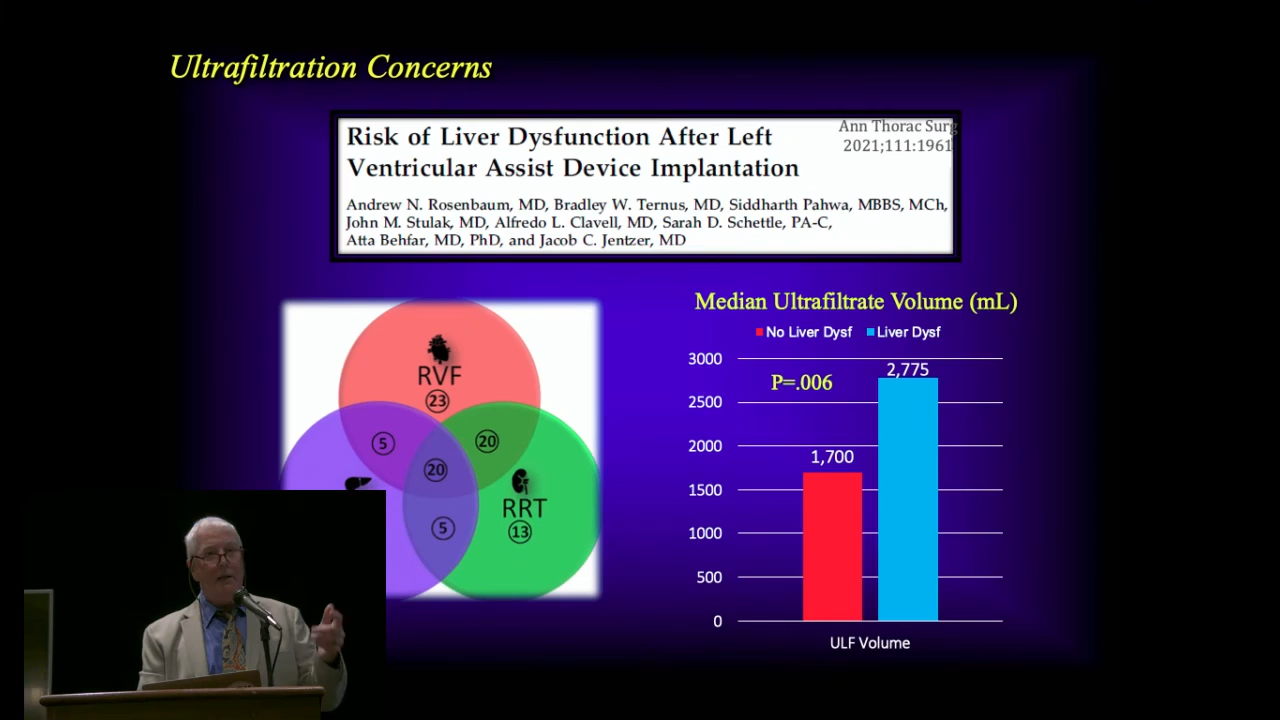 Ultrafiltration Concerns
Risk of Liver Dysfunction After Left
Ventricular Assist Device Implantation
Ann Thorac Surg
2021;111:1961
Andrew N. Rosenbaum, MD, Bradley W. Ternus, MD, Siddharth Pahwa, MBBS, MCh,
John M. Stulak, MD, Alfredo L. Clavell, MD, Sarah D. Schettle, PA-C,
Atta Behfar, MD, PhD, and Jacob C. Jentzer, MD
RVF
23
5
20
20
RRT
5
13
Median Ultrafiltrate Volume (mL)
No Liver Dysf Liver Dysf
3000
2,775
P=.006
2500
2000
1,700
1500
1000
500
0
ULF Volume